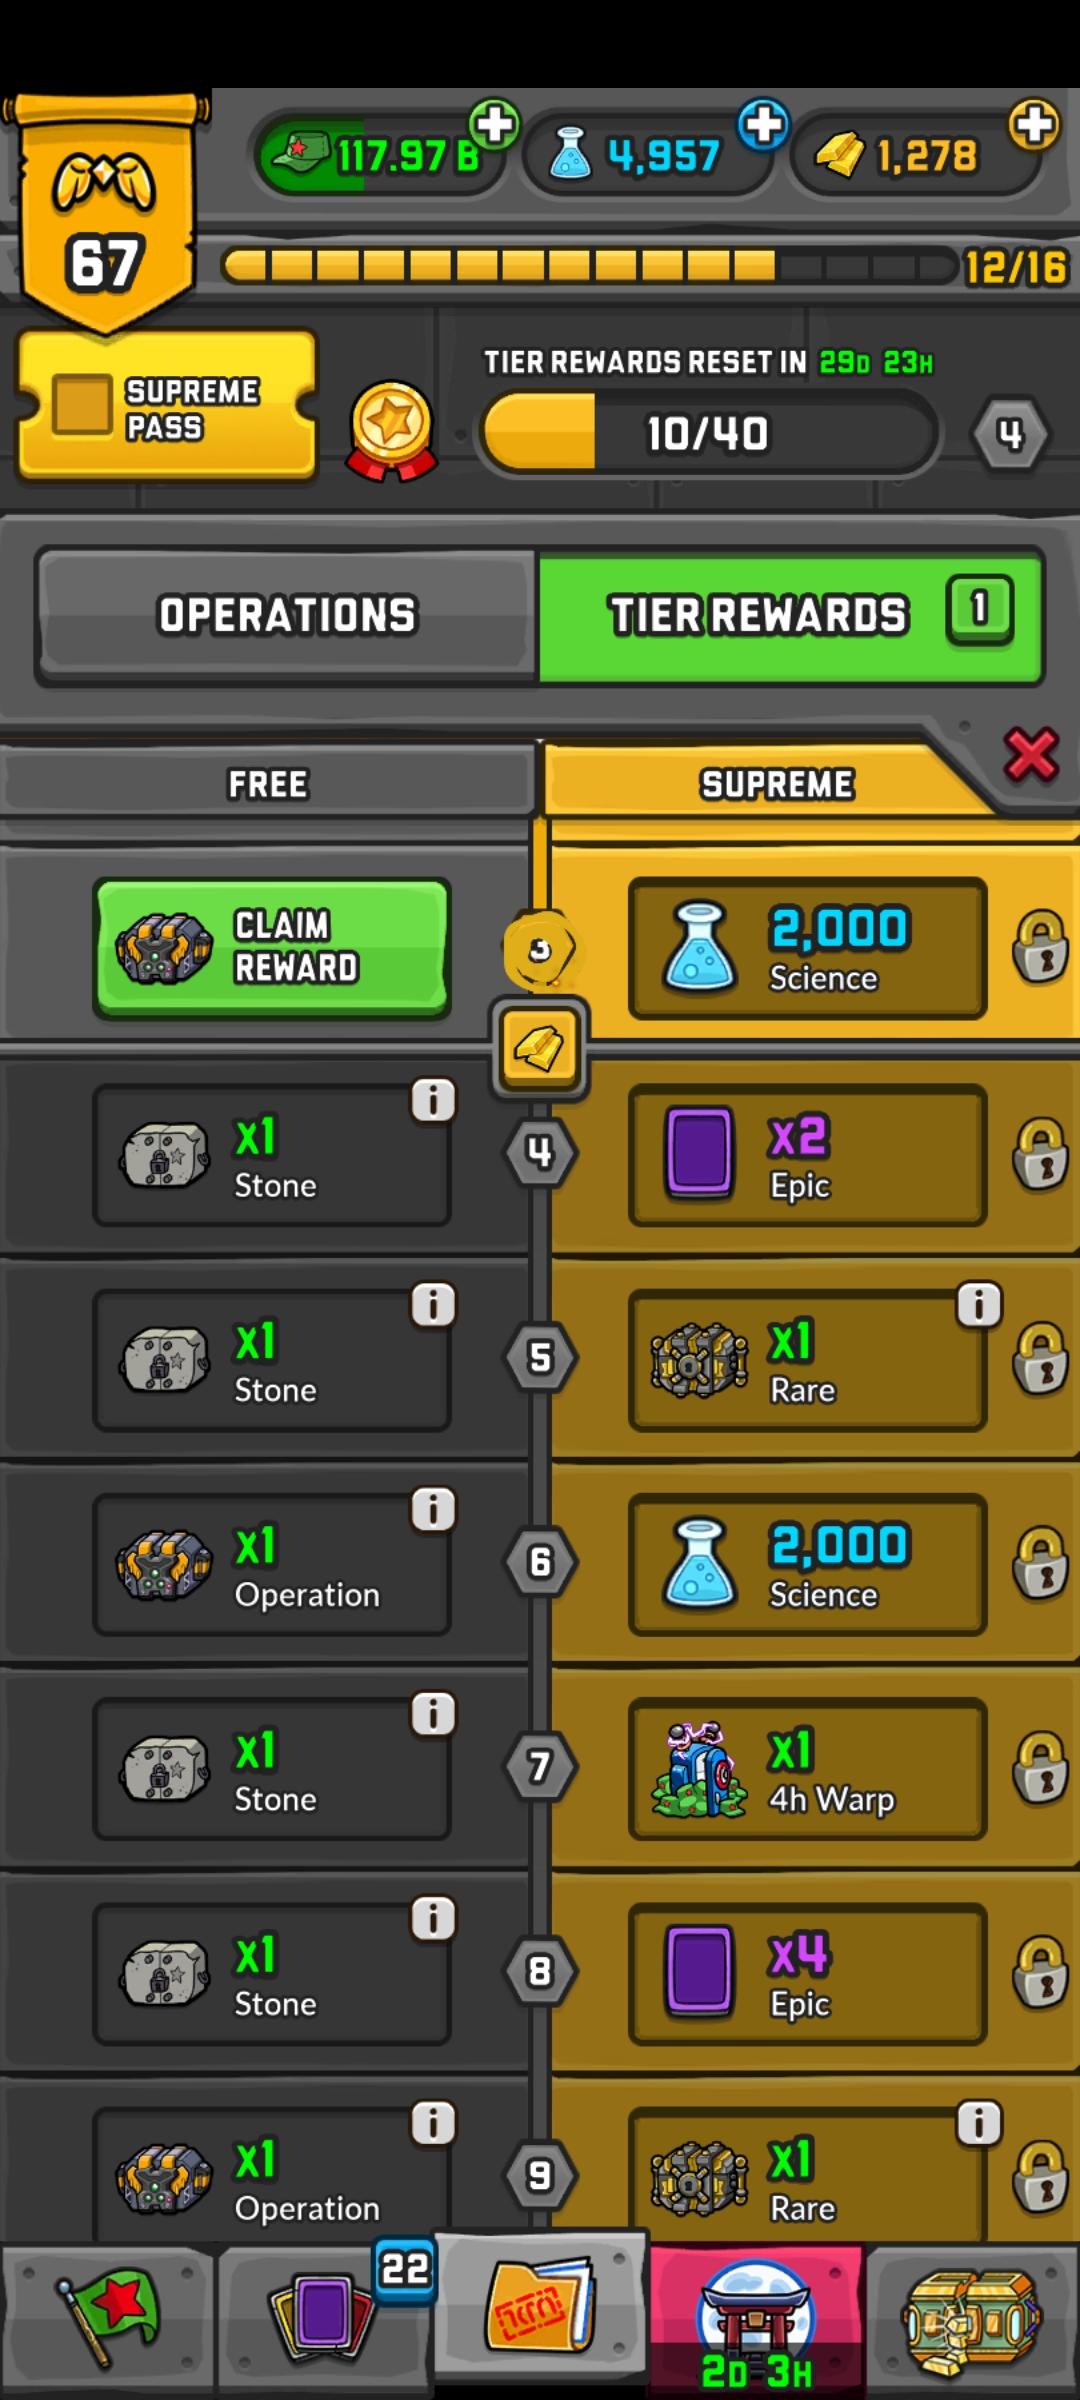 117.97 B
4,957
1,278
67
12/16
SUPREME
PASS
TIER REWARDS RESET IN 29D 23H
10/40
4
OPERATIONS
TIER REWARDS
1
FREE
SUPREME
CLAIM
REWARD
3
2,000
Science
x1
Stone
4
x2
Epic
x1
Stone
5
x1
Rare
x1
Operation
6
2,000
Science
x1
Stone
7
x1
4h Warp
x1
Stone
8
x4
Epic
x1
Operation
9
x1
Rare
22
2D 3H